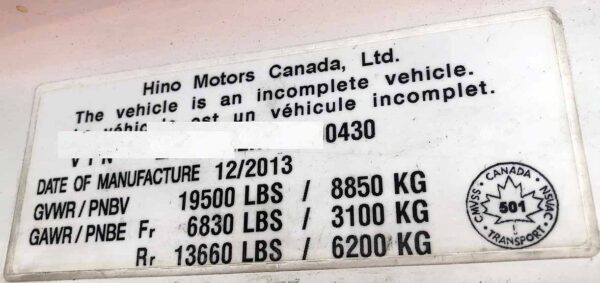 Hino Motors Canada, Ltd.
The vehicle is an incomplete vehicle.
est un véhicule incomplet.
0430
DATE OF MANUFACTURE 12/2013
GVWR / PNBV 19500 LBS / 8850 KG
GAWR / PNBE Fr 6830 LBS / 3100 KG
Rr 13660 LBS / 6200 KG
CANADA
CMVSS NSVAC
501
TRANSPORT